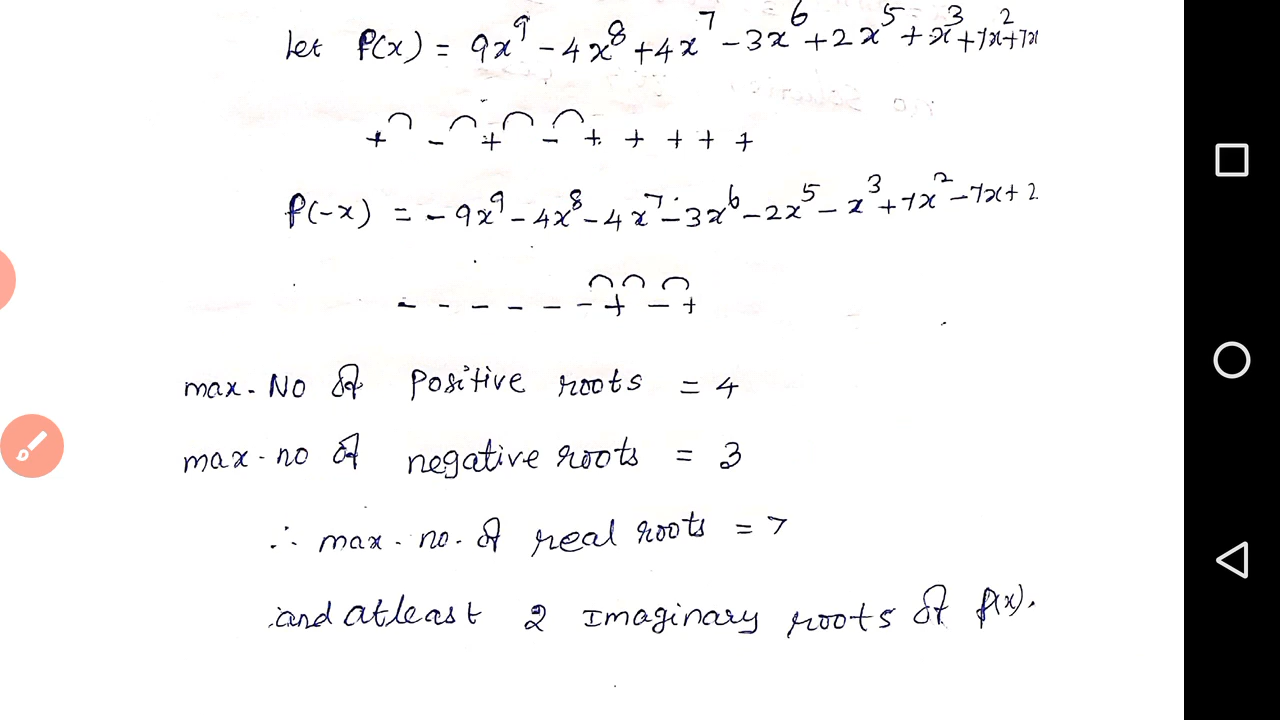 Let f(x) = 9x⁹ - 4x⁸ + 4x⁷ - 3x⁶ + 2x⁵ + x³ + 7x² + 7x
+ - + - + + + + +
f(-x) = - 9x⁹ - 4x⁸ - 4x⁷ - 3x⁶ - 2x⁵ - x³ + 7x² - 7x + 2
- - - - - - + - +
max. No of Positive roots = 4
max. no of negative roots = 3
∴ max. no. of real roots = 7
and atleast 2 Imaginary roots of f(x).